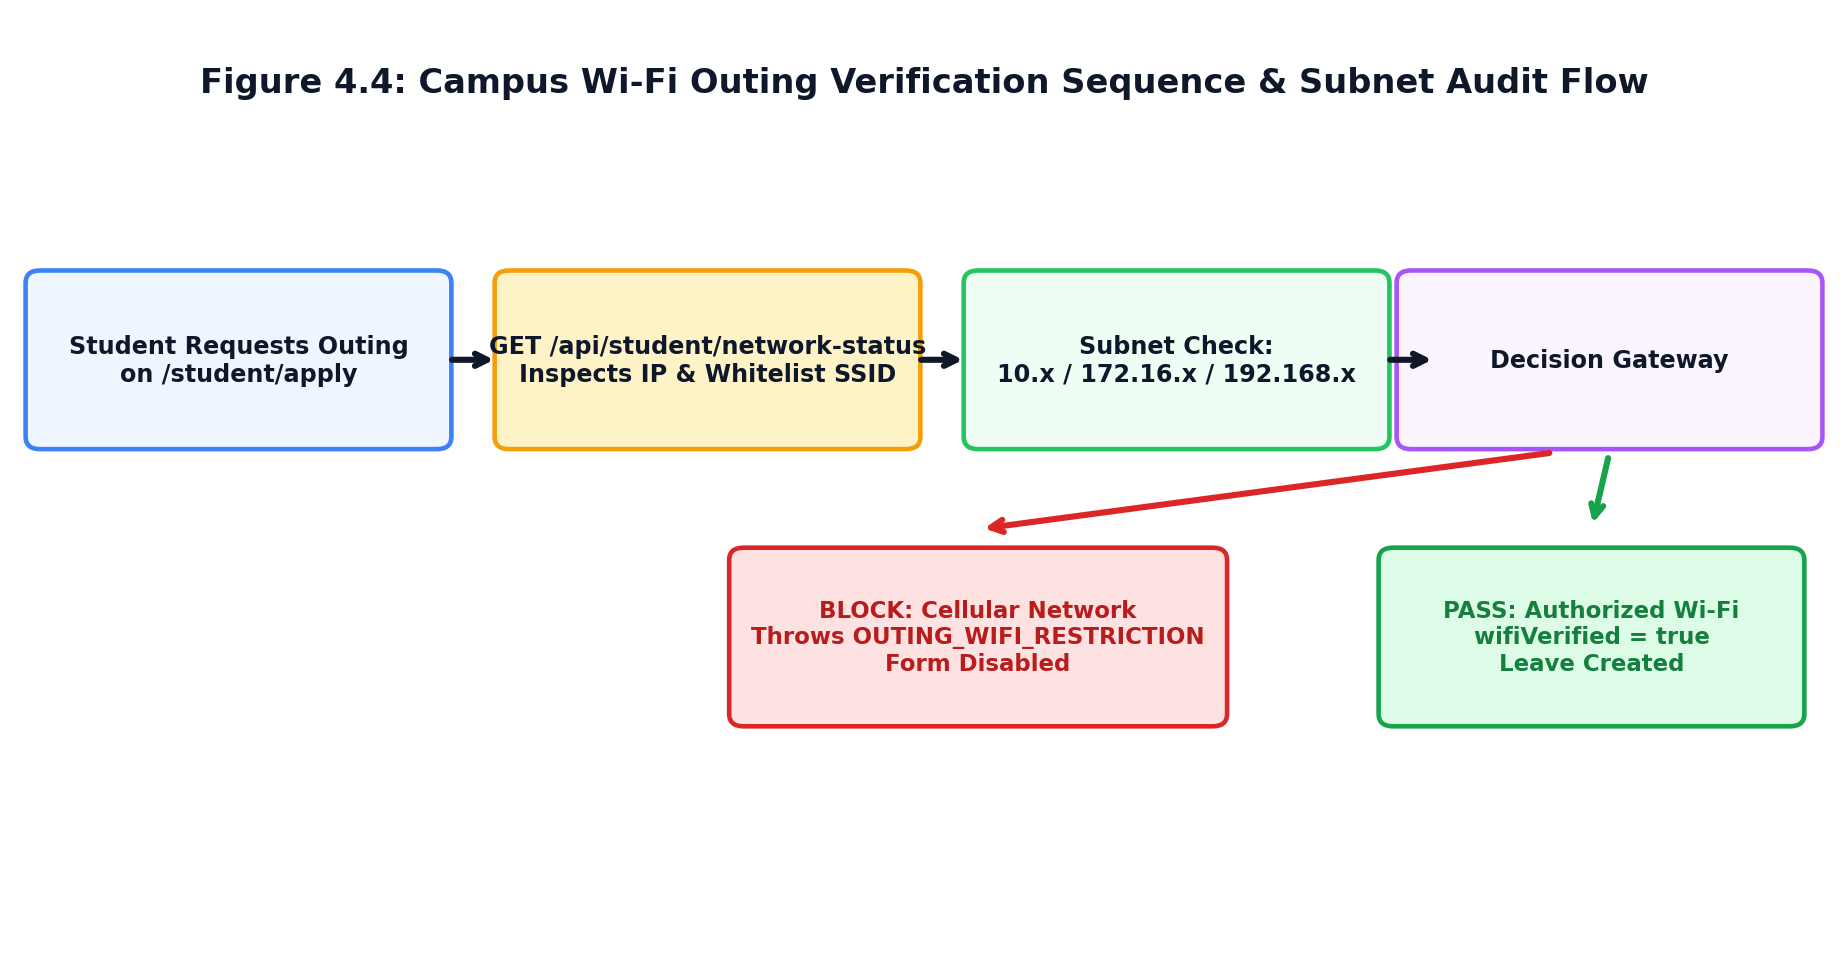 Figure 4.4: Campus Wi-Fi Outing Verification Sequence & Subnet Audit Flow
Student Requests Outing
on /student/apply
GET /api/student/network-status
Inspects IP & Whitelist SSID
Subnet Check:
10.x / 172.16.x / 192.168.x
Decision Gateway
BLOCK: Cellular Network
Throws OUTING_WIFI_RESTRICTION
Form Disabled
PASS: Authorized Wi-Fi
wifiVerified = true
Leave Created